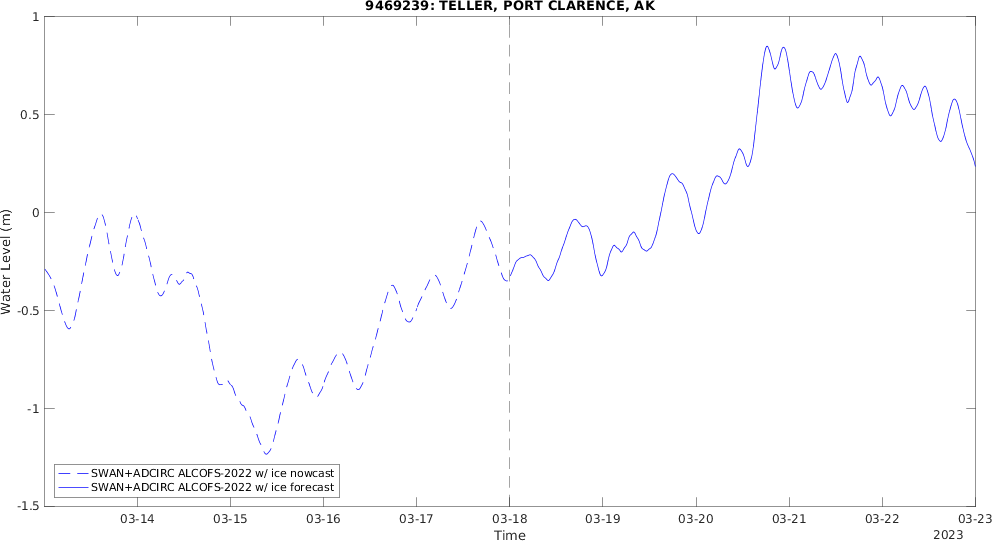 9469239: TELLER, PORT CLARENCE, AK
Water Level (m)
1
0.5
0
-0.5
-1
-1.5
SWAN+ADCIRC ALCOFS-2022 w/ ice nowcast
SWAN+ADCIRC ALCOFS-2022 w/ ice forecast
03-14 03-15 03-16 03-17 03-18 03-19 03-20 03-21 03-22 03-23
Time
2023